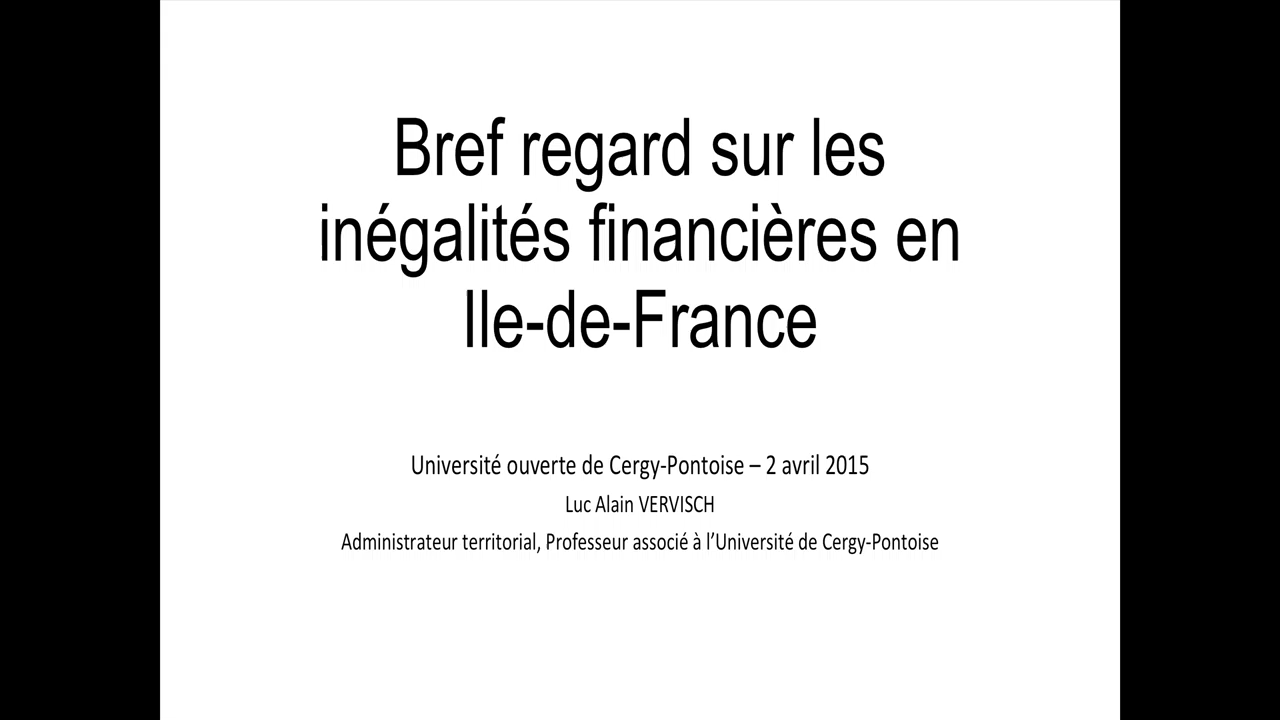 Bref regard sur les
inégalités financières en
Ile-de-France
Université ouverte de Cergy-Pontoise – 2 avril 2015
Luc Alain VERVISCH
Administrateur territorial, Professeur associé à l’Université de Cergy-Pontoise